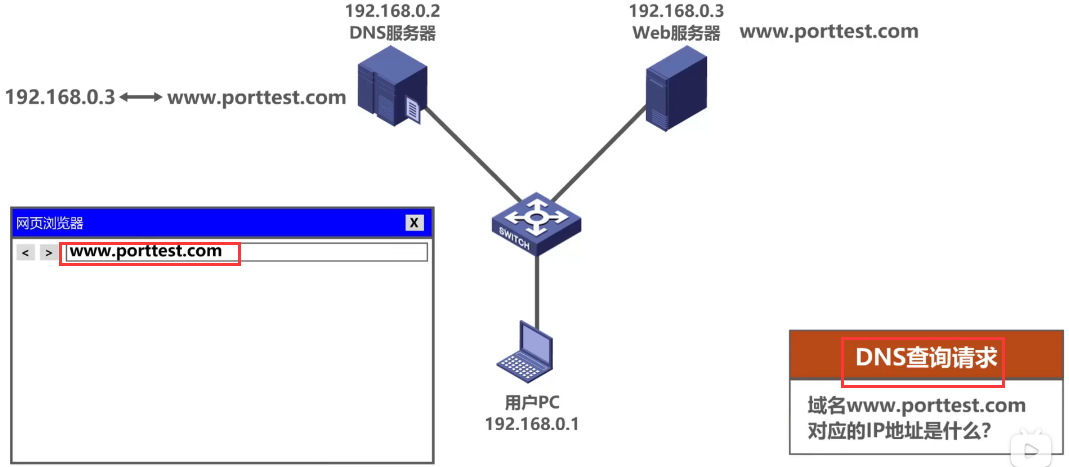 192.168.0.2
DNS服务器
192.168.0.3
Web服务器
www.porttest.com
192.168.0.3
www.porttest.com
网页浏览器
X
<
>
www.porttest.com
SWITCH
用户PC
192.168.0.1
DNS查询请求
域名www.porttest.com
对应的IP地址是什么?